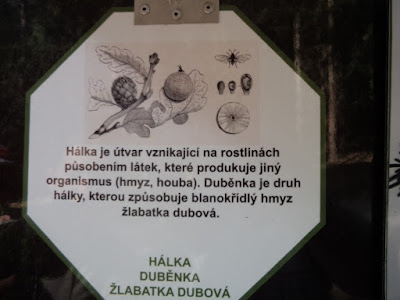 Hálka je útvar vznikající na rostlinách
působením látek, které produkuje jiný
organismus (hmyz, houba). Duběnka je druh
hálky, kterou způsobuje blanokřídlý hmyz
žlabatka dubová.
HÁLKA
DUBĚNKA
ŽLABATKA DUBOVÁ